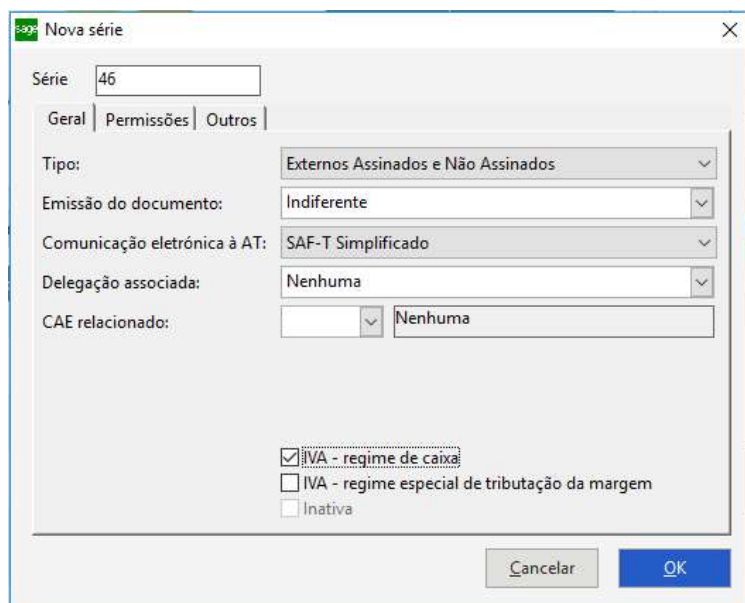 sage Nova série
Série 46
Geral Permissões Outros
Tipo: Externos Assinados e Não Assinados
Emissão do documento: Indiferente
Comunicação eletrónica à AT: SAF-T Simplificado
Delegação associada: Nenhuma
CAE relacionado: Nenhuma
IVA - regime de caixa
IVA - regime especial de tributação da margem
Inativa
Cancelar OK